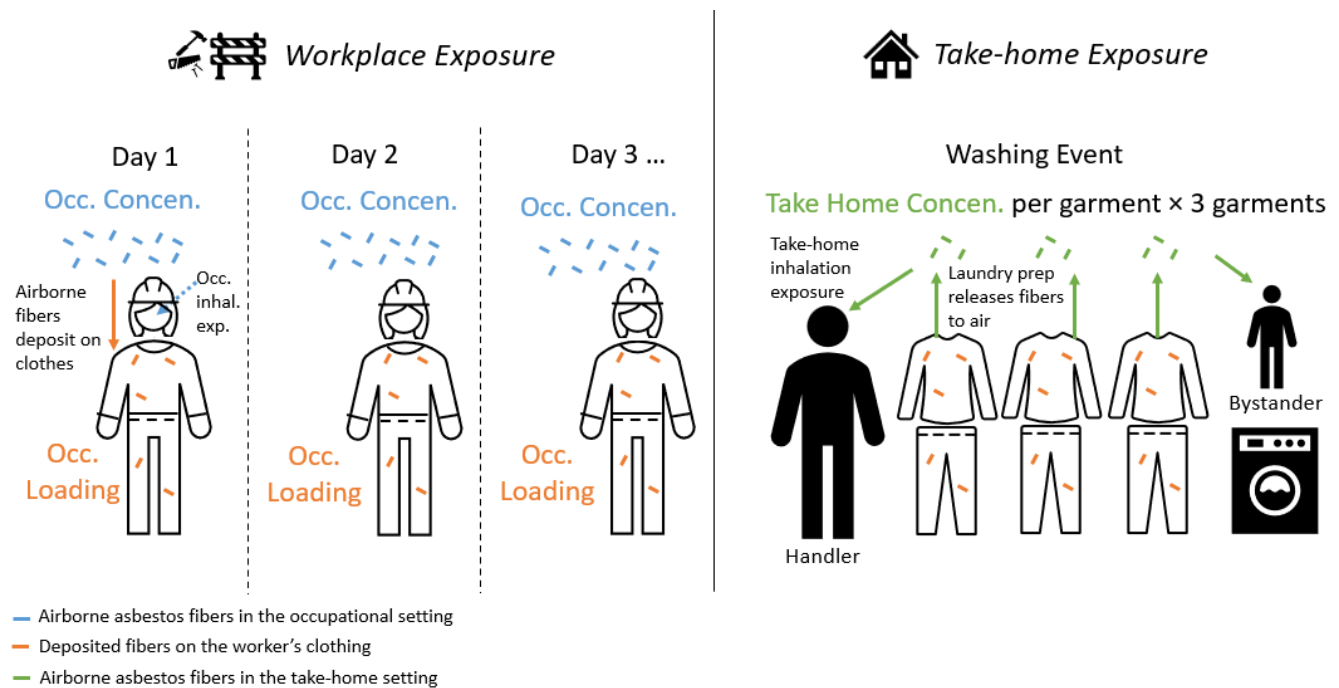 Workplace Exposure
Day 1
Day 2
Day 3 ...
Occ. Concen.
Occ. Concen.
Occ. Concen.
Airborne
fibers
deposit on
clothes
Occ.
inhal.
exp.
Occ.
Loading
Occ.
Loading
Occ.
Loading
Take-home Exposure
Washing Event
Take Home Concen. per garment × 3 garments
Take-home
inhalation
exposure
Laundry prep
releases fibers
to air
Bystander
Handler
Airborne asbestos fibers in the occupational setting
Deposited fibers on the worker's clothing
Airborne asbestos fibers in the take-home setting